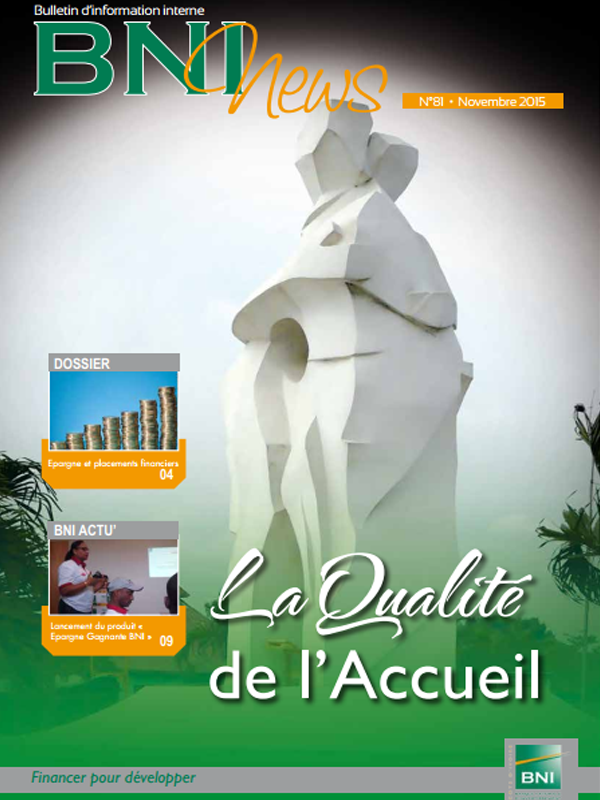 Bulletin d'information interne
BNI
News
N°81 • Novembre 2015
DOSSIER
Epargne et placements financiers
04
BNI ACTU'
Lancement du produit «
Epargne Gagnante BNI »
09
La Qualité
de l'Accueil
Financer pour développer
BNI